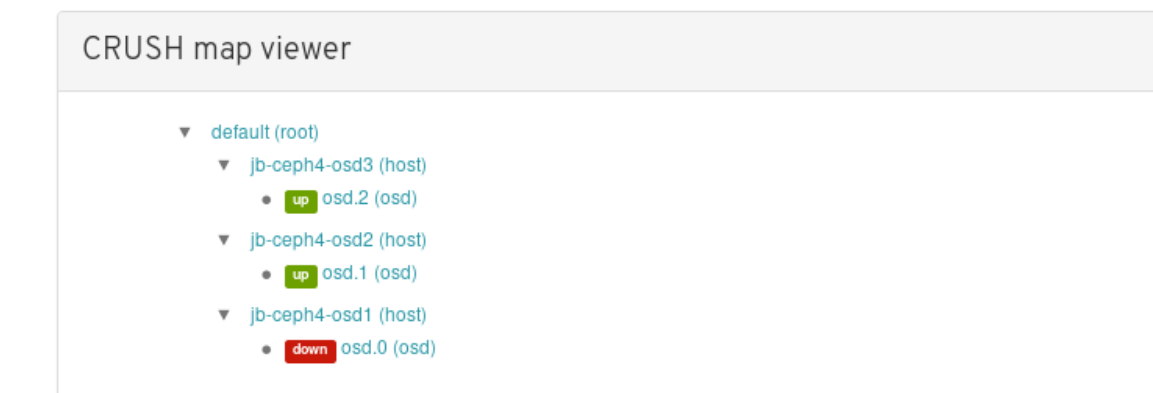 CRUSH map viewer
default (root)
jb-ceph4-osd3 (host)
up osd.2 (osd)
jb-ceph4-osd2 (host)
up osd.1 (osd)
jb-ceph4-osd1 (host)
down osd.0 (osd)